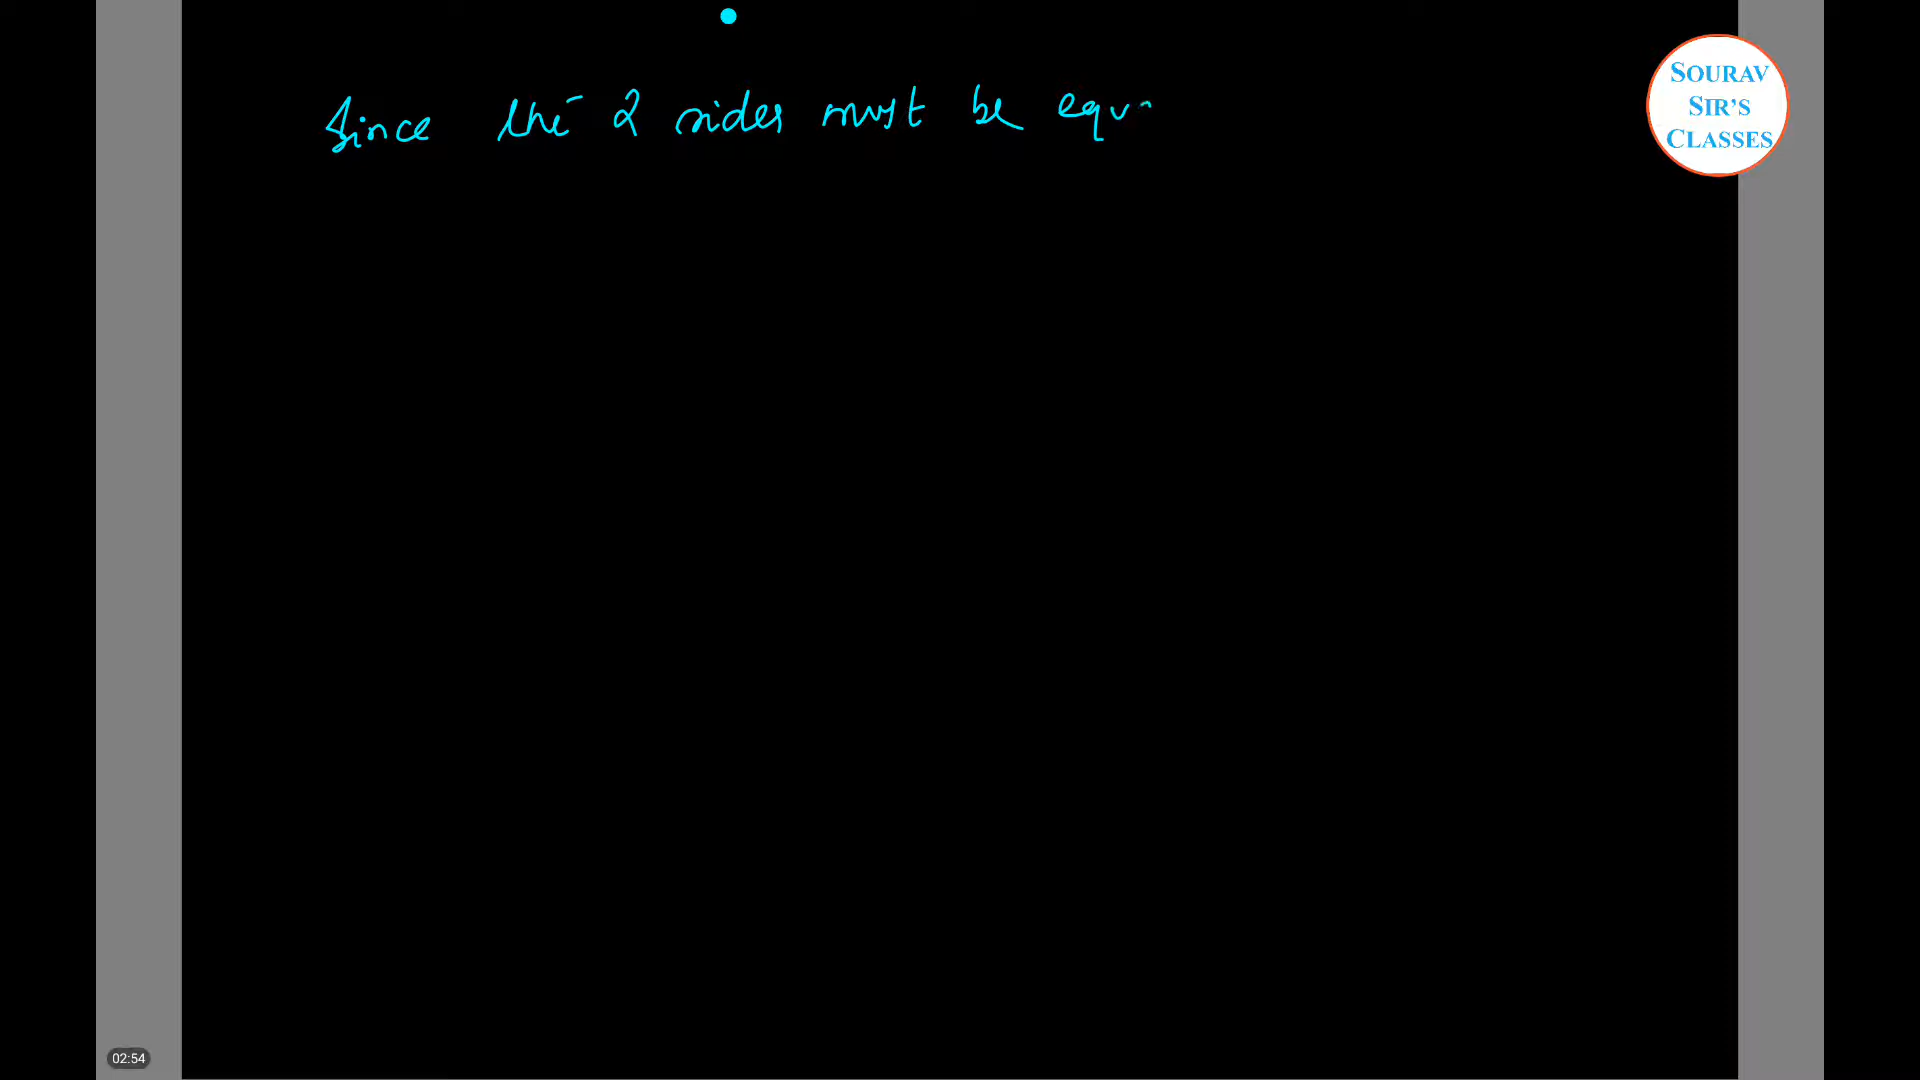 Since the 2 sides must be equ
SOURAV
SIR'S
CLASSES
02:54